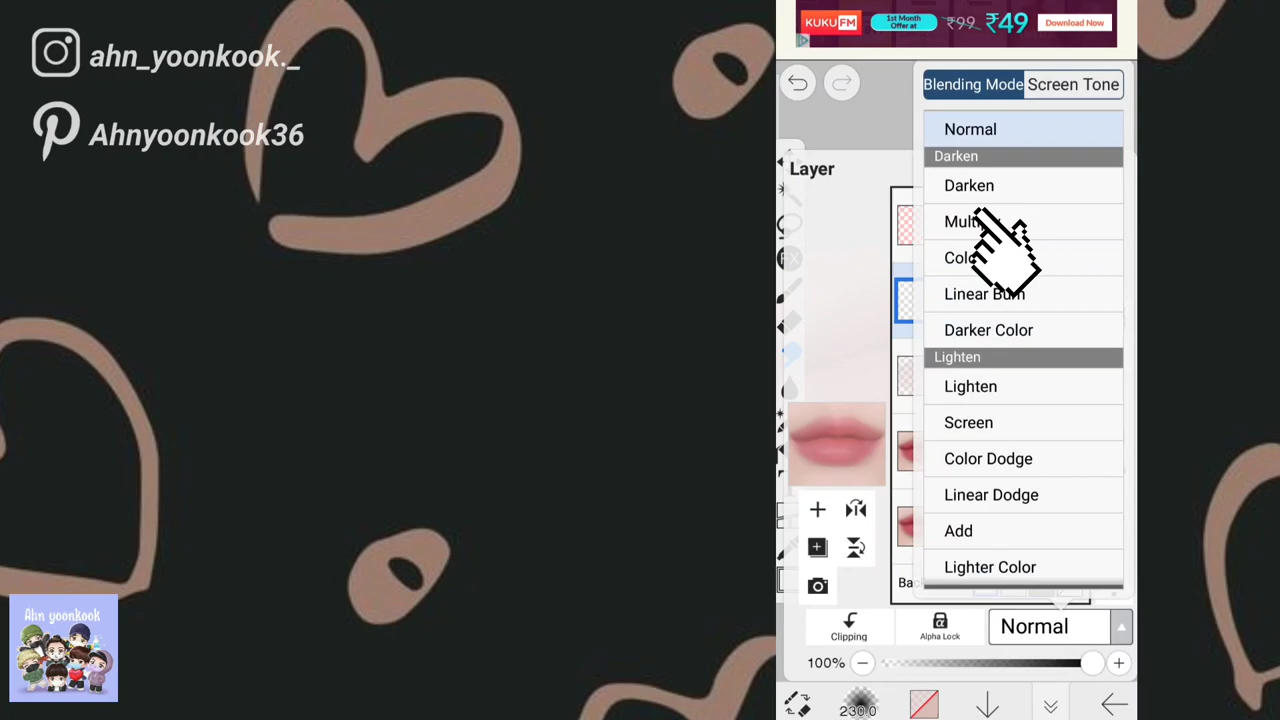 ahn_yoonkook._
Ahnyoonkook36
Ahn yoonkook
KUKU FM
1st Month
Offer at
₹99
₹49
Download Now
Blending Mode
Screen Tone
Normal
Darken
Darken
Linear Burn
Darker Color
Lighten
Lighten
Screen
Color Dodge
Linear Dodge
Add
Lighter Color
Layer
FX
Ba
Clipping
Alpha Lock
Normal
100%
230.0